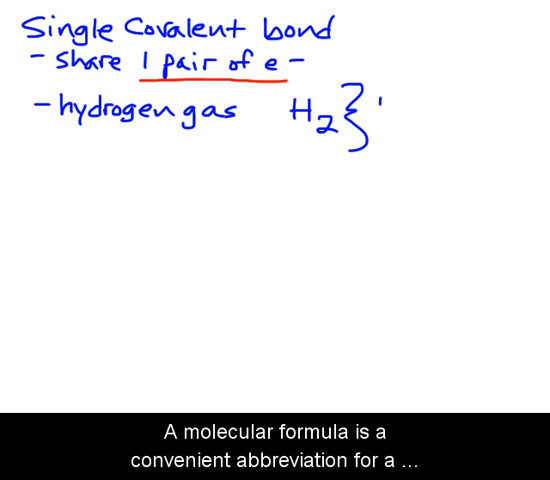 Single Covalent bond
- share 1 pair of e-
- hydrogen gas H2}
A molecular formula is a
convenient abbreviation for a ...